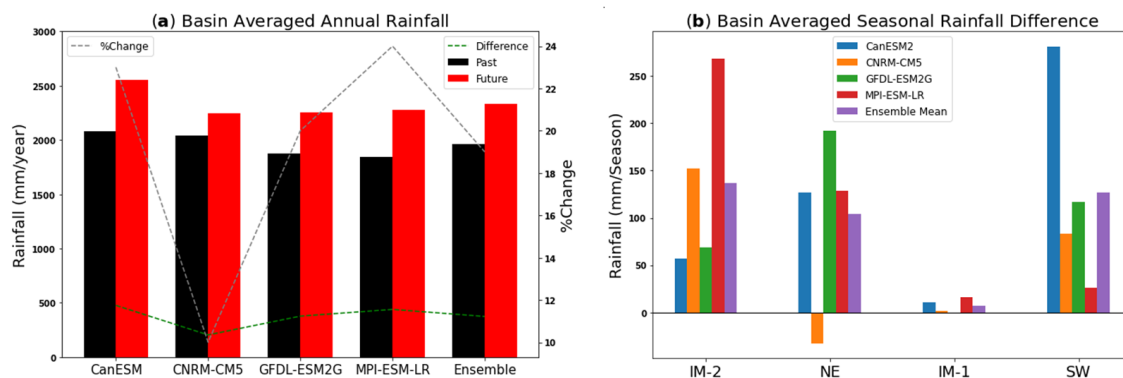 (a) Basin Averaged Annual Rainfall
%Change
Difference
Past
Future
Rainfall (mm/year)
3000
2500
2000
1500
1000
500
0
%Change
24
22
20
18
16
14
12
10
CanESM
CNRM-CM5
GFDL-ESM2G
MPI-ESM-LR
Ensemble
(b) Basin Averaged Seasonal Rainfall Difference
CanESM2
CNRM-CM5
GFDL-ESM2G
MPI-ESM-LR
Ensemble Mean
Rainfall (mm/Season)
250
200
150
100
50
0
IM-2
NE
IM-1
SW